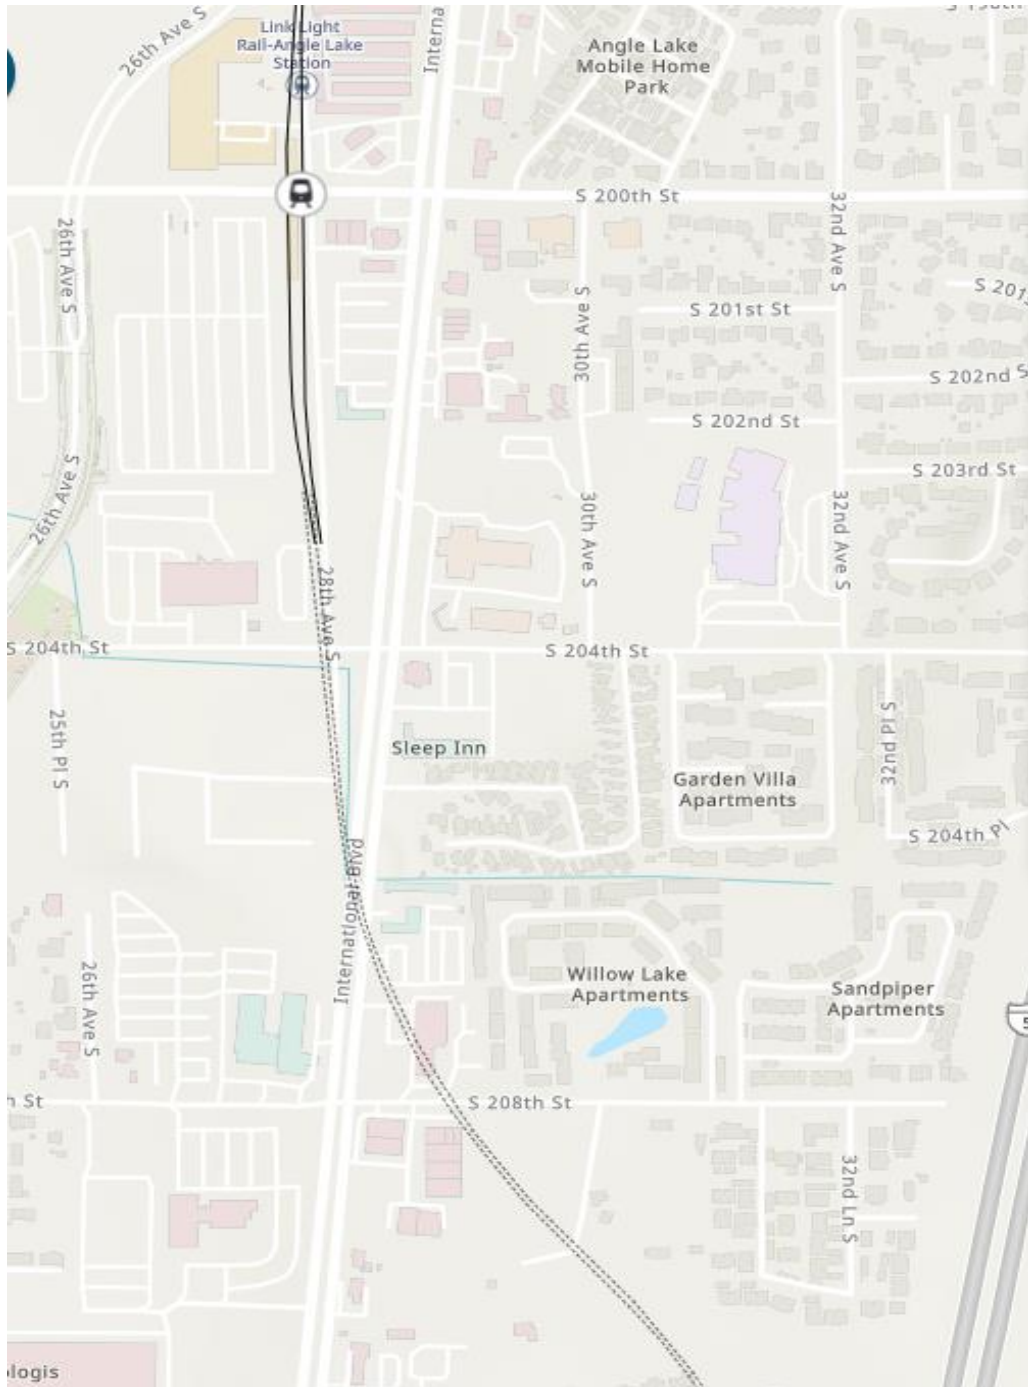 26th Ave S
Link Light
Rail-Angle Lake
Station
Interna
Angle Lake
Mobile Home
Park
S 200th St
26th Ave S
32nd Ave S
S 201st St
30th Ave S
S 202nd S
S 202nd St
S 203rd St
26th Ave S
30th Ave S
32nd Ave S
28th Ave S
S 204th St
S 204th St
25th Pl S
32nd Pl S
Sleep Inn
Garden Villa
Apartments
S 204th Pl
International Blvd
Willow Lake
Apartments
Sandpiper
Apartments
26th Ave S
5
h St
S 208th St
32nd Ln S
ologis